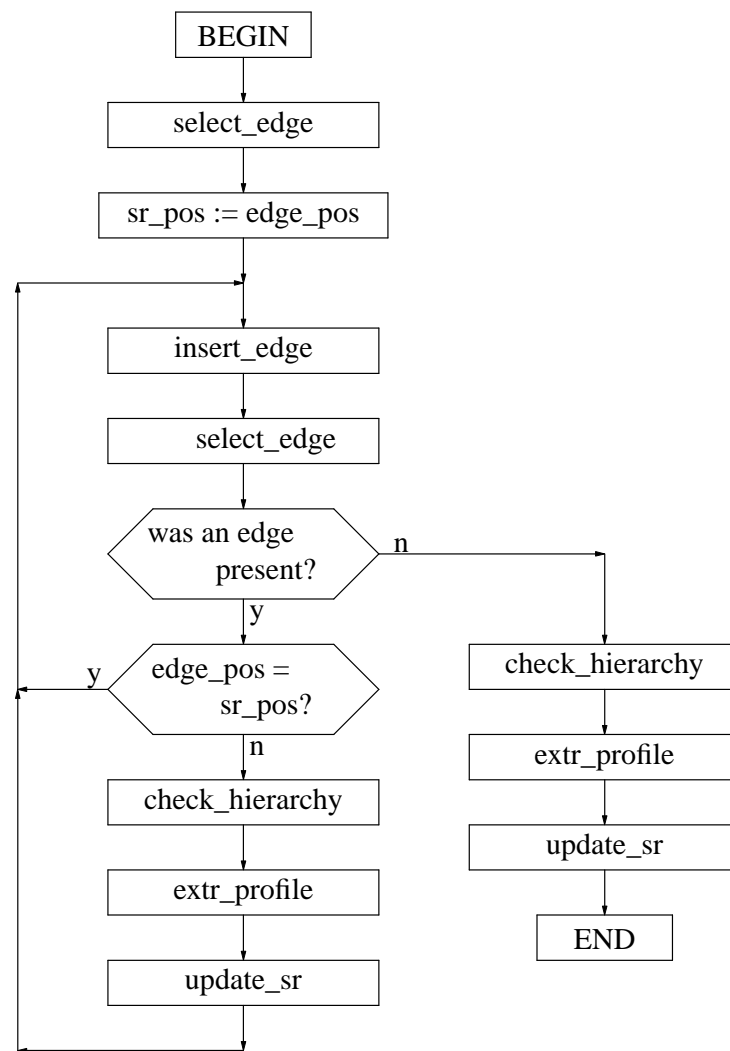 BEGIN
select_edge
sr_pos := edge_pos
insert_edge
select_edge
was an edge
present?
n
y
edge_pos =
sr_pos?
y
n
check_hierarchy
extr_profile
update_sr
check_hierarchy
extr_profile
update_sr
END